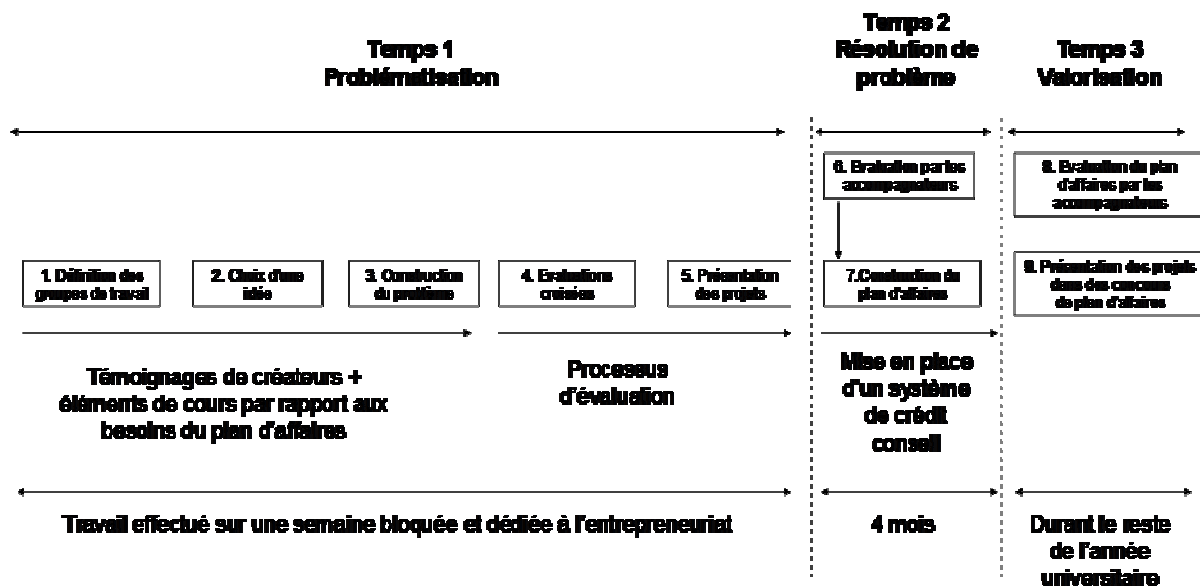 Temps 1
Problématisation
Temps 2
Résolution de
problème
Temps 3
Valorisation
6. Evaluation par les
accompagnateurs
8. Evaluation du plan
d'affaires par les
accompagnateurs
1. Définition des
groupes de travail
2. Choix d'une
idée
3. Construction
du problème
4. Evaluations
croisées
5. Présentation
des projets
7.Construction du
plan d'affaires
9. Présentation des projets
dans des concours
de plan d'affaires
Témoignages de créateurs +
éléments de cours par rapport aux
besoins du plan d'affaires
Processus
d'évaluation
Mise en place
d'un système
de crédit
conseil
Travail effectué sur une semaine bloquée et dédiée à l'entrepreneuriat
4 mois
Durant le reste
de l'année
universitaire